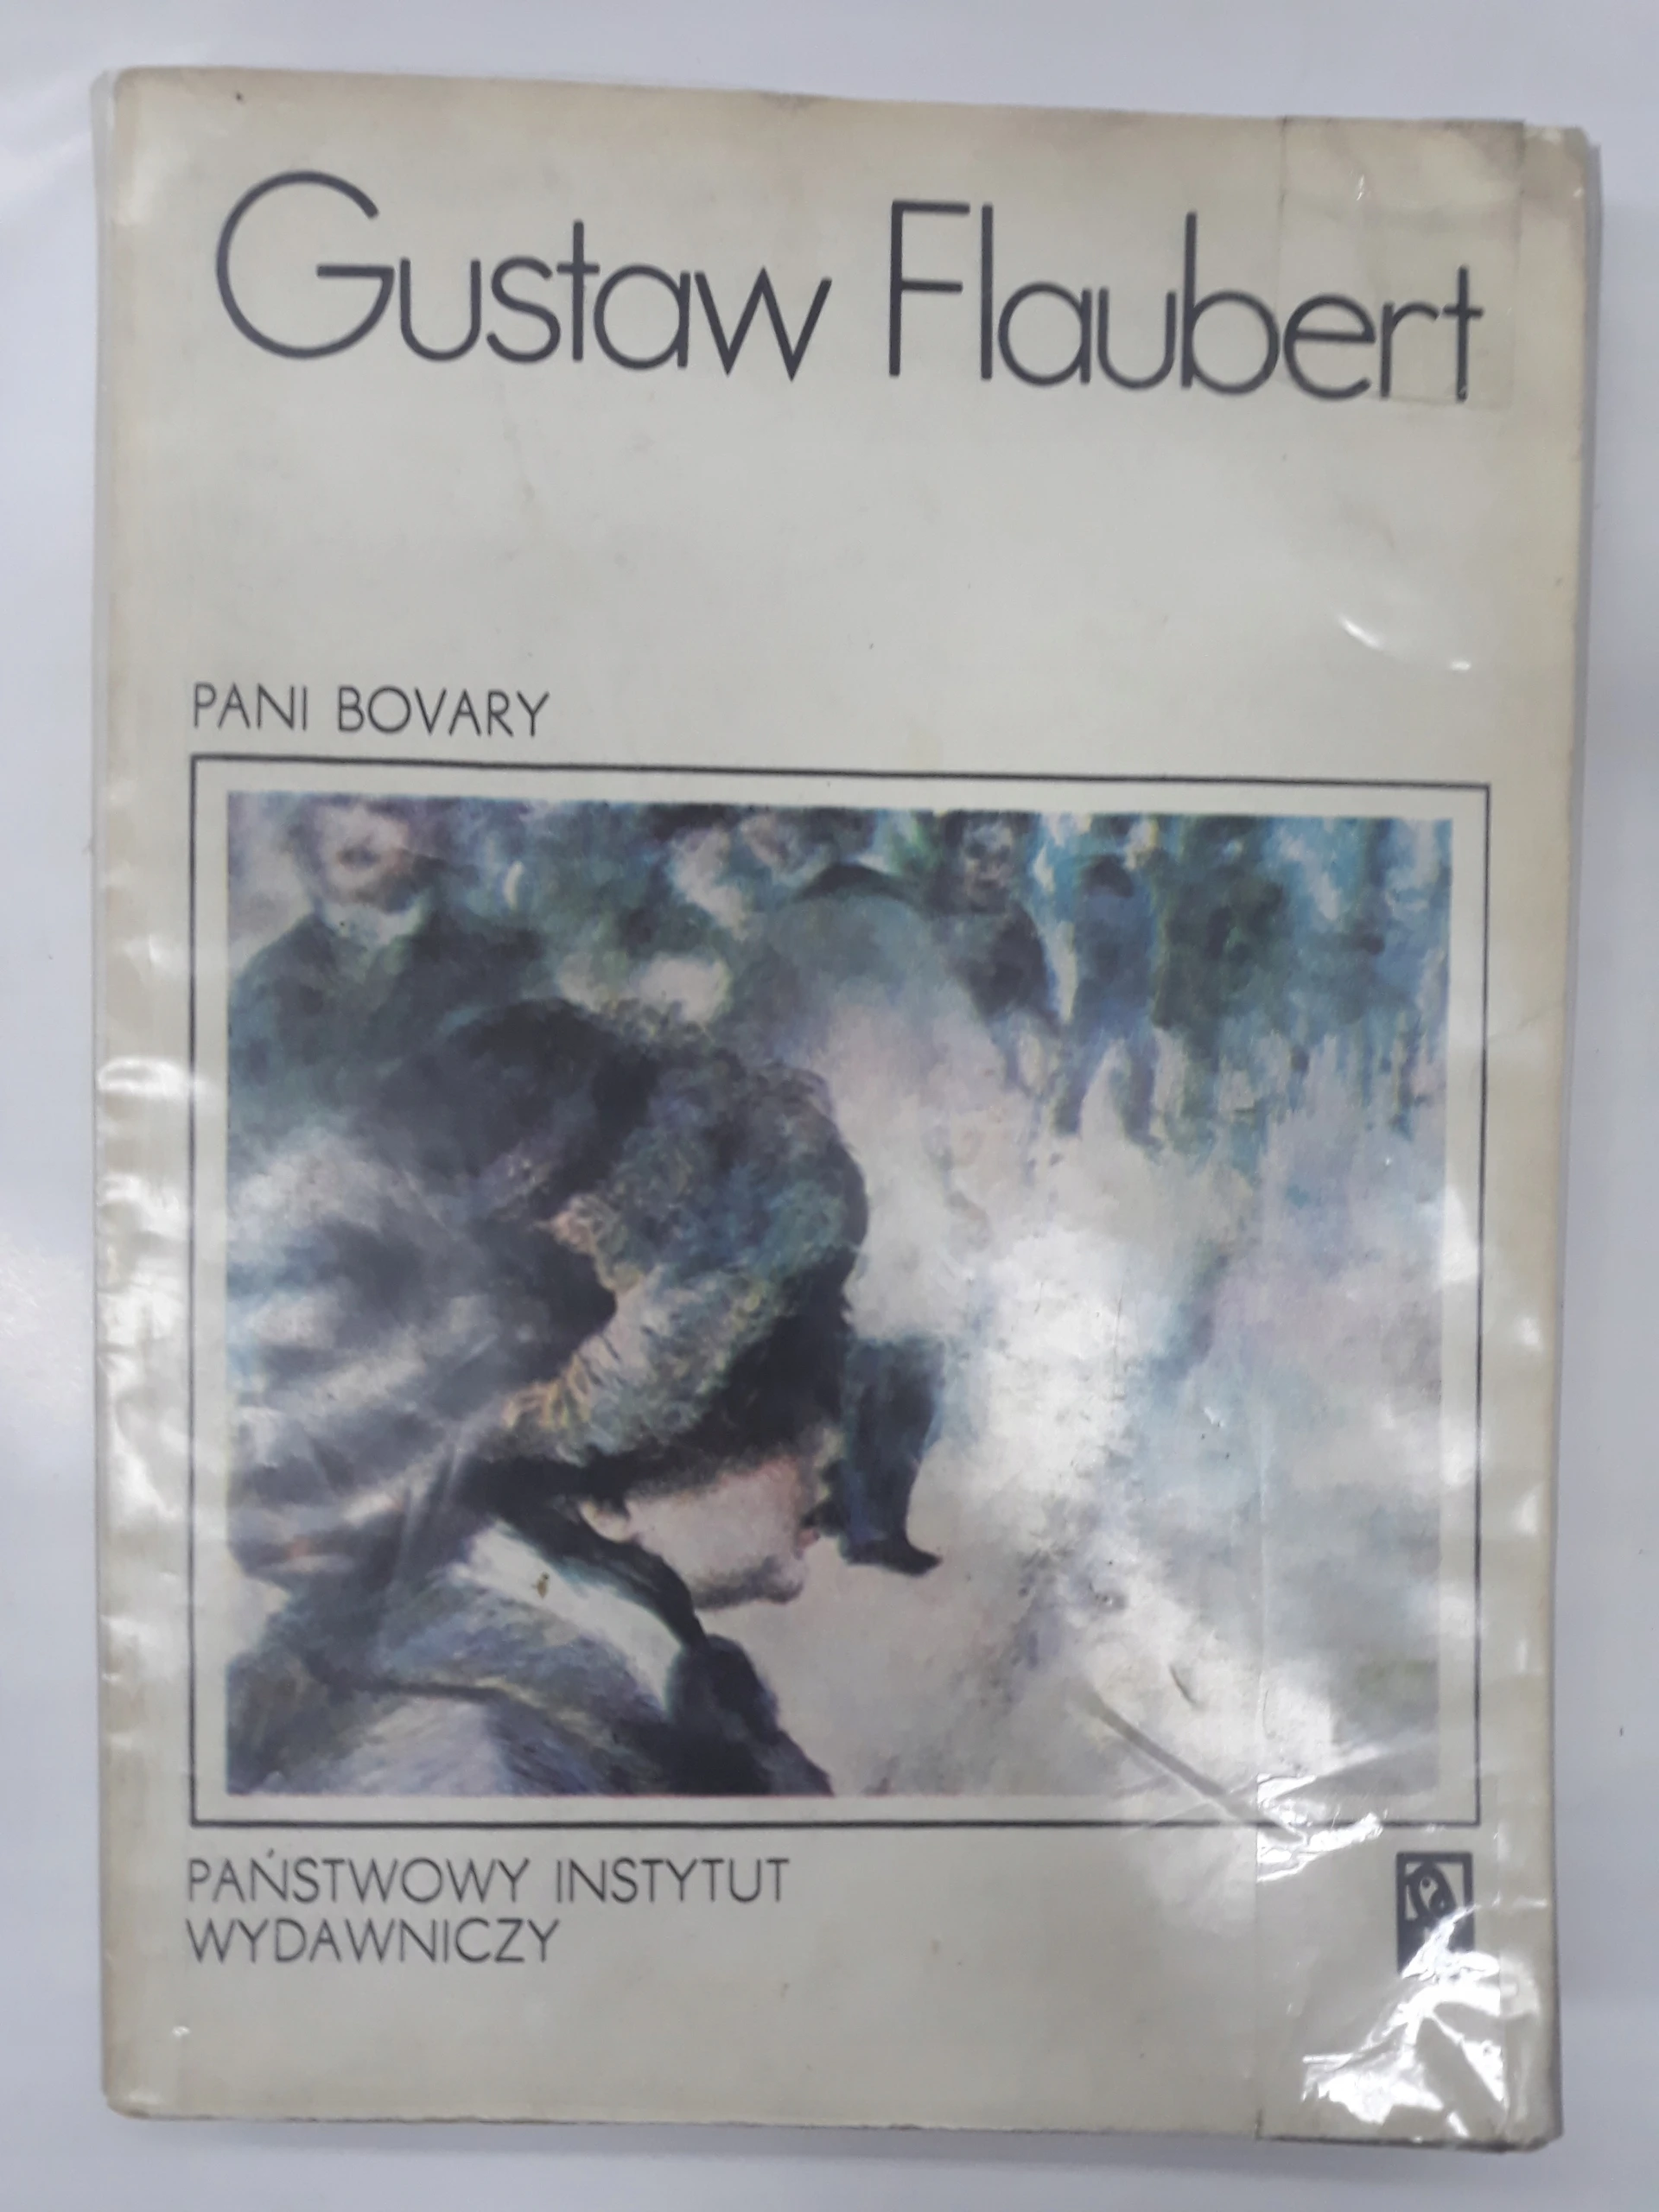 Gustaw Flaubert
PANI BOVARY
PAŃSTWOWY INSTYTUT
WYDAWNICZY